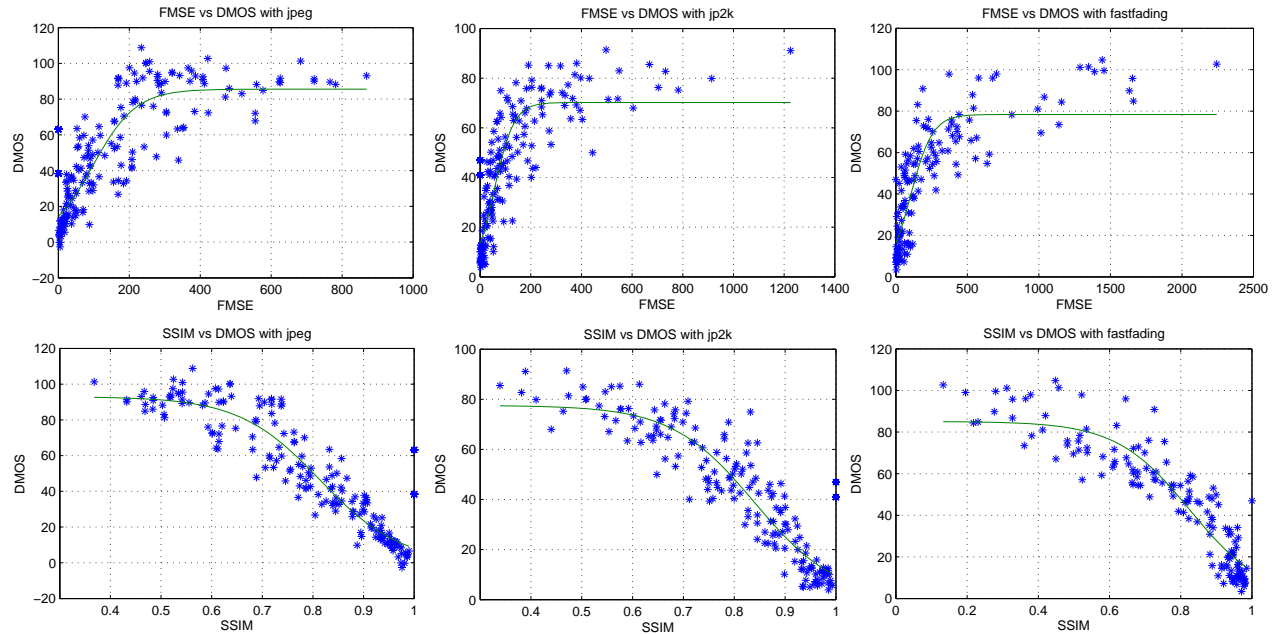 FMSE vs DMOS with jpeg
120
100
80
60
40
20
0
−20
DMOS
0 200 400 600 800 1000
FMSE
FMSE vs DMOS with jp2k
100
80
60
40
20
0
DMOS
0 200 400 600 800 1000 1200 1400
FMSE
FMSE vs DMOS with fastfading
120
100
80
60
40
20
0
DMOS
0 500 1000 1500 2000 2500
FMSE
SSIM vs DMOS with jpeg
120
100
80
60
40
20
0
−20
DMOS
0.4 0.5 0.6 0.7 0.8 0.9 1
SSIM
SSIM vs DMOS with jp2k
100
80
60
40
20
0
DMOS
0.4 0.5 0.6 0.7 0.8 0.9 1
SSIM
SSIM vs DMOS with fastfading
120
100
80
60
40
20
0
DMOS
0 0.2 0.4 0.6 0.8 1
SSIM